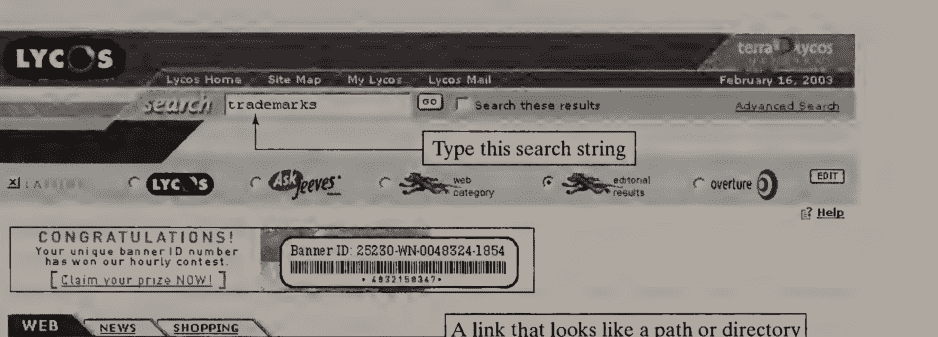 LYCOS
terra lycos
Lycos Home Site Map My Lycos Lycos Mail February 16, 2003
search trademarks GO Search these results Advanced Search
Type this search string
LYCOS ASK Jeeves web category editorial results overture EDIT
? Help
CONGRATULATIONS!
Your unique banner ID number
has won our hourly contest.
[Claim your prize NOW!]
Banner ID: 25230-WN-0048324-1854
• 4932158347•
WEB NEWS SHOPPING
A link that looks like a path or directory